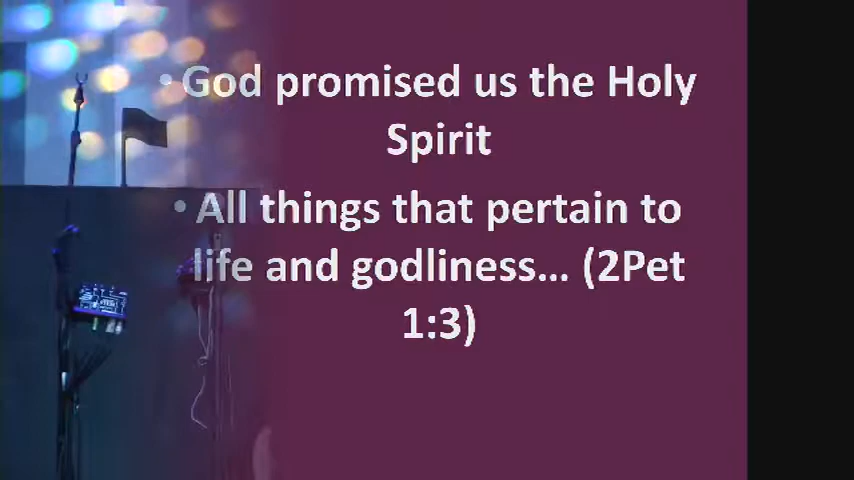 • God promised us the Holy
Spirit
• All things that pertain to
life and godliness... (2Pet
1:3)